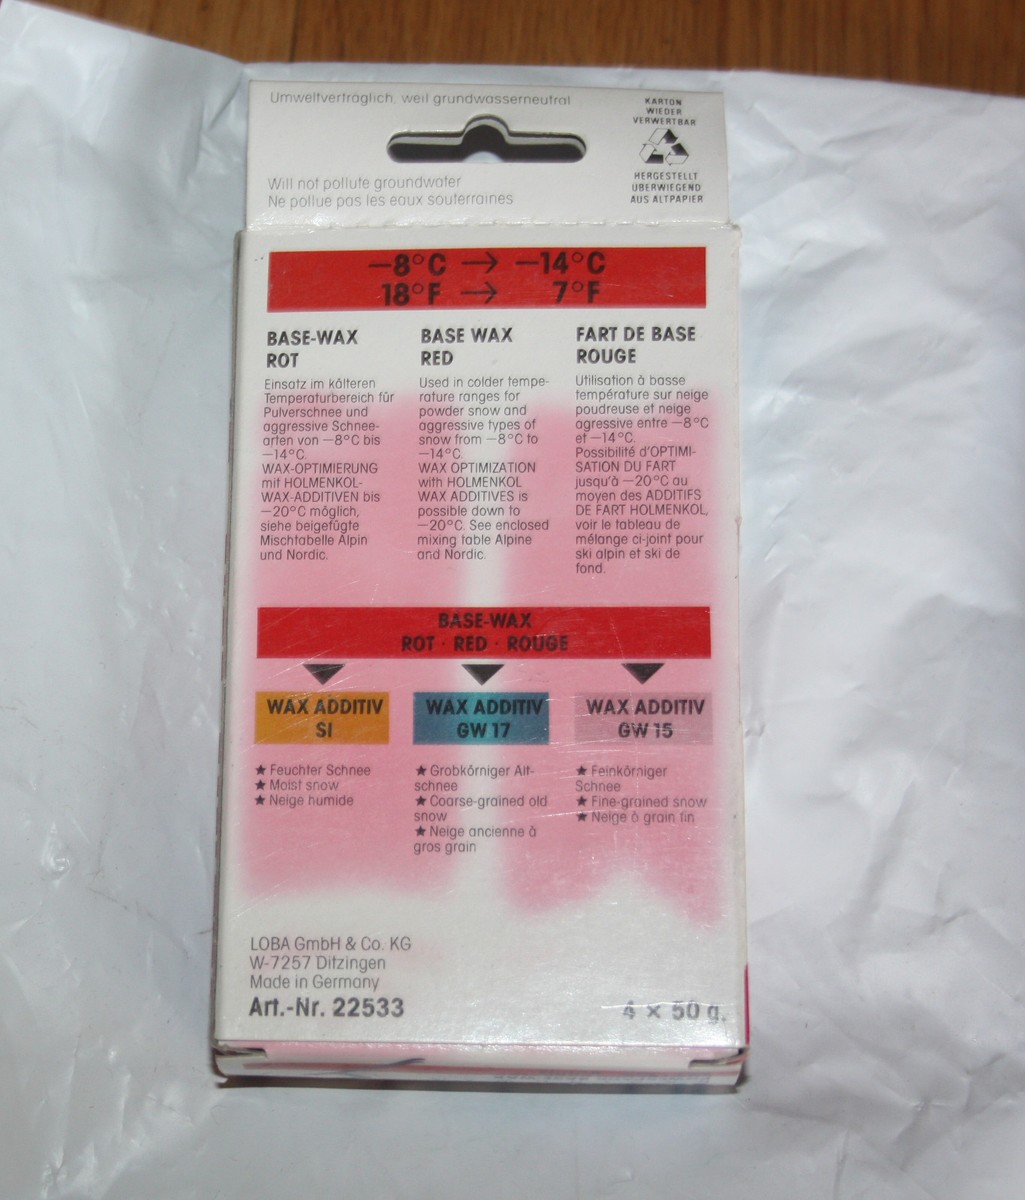 Umweltverträglich, weil grundwasserneutral
KARTON
WIEDER
VERWERTBAR
HERGESTELLT
ÜBERWIEGEND
AUS ALTPAPIER
Will not pollute groundwater
Ne pollue pas les eaux souterraines
—8°C → —14°C
18°F → 7°F
BASE-WAX
ROT
Einsatz im kälteren
Temperaturbereich für
Pulverschnee und
aggressive Schnee-
arten von —8°C bis
—14°C.
WAX-OPTIMIERUNG
mit HOLMENKOL-
WAX-ADDITIVEN bis
—20°C möglich,
siehe beigefügte
Mischtabelle Alpin
und Nordic.
BASE WAX
RED
Used in colder tempe-
rature ranges for
powder snow and
aggressive types of
snow from —8°C to
—14°C.
WAX OPTIMIZATION
with HOLMENKOL
WAX ADDITIVES is
possible down to
—20°C. See enclosed
mixing table Alpine
and Nordic.
FART DE BASE
ROUGE
Utilisation à basse
température sur neige
poudreuse et neige
agressive entre —8°C
et —14°C.
Possibilité d'OPTIMI-
SATION DU FART
jusqu'à —20°C au
moyen des ADDITIFS
DE FART HOLMENKOL,
voir le tableau de
mélange ci-joint pour
ski alpin et ski de
fond.
BASE-WAX
ROT · RED · ROUGE
WAX ADDITIV
SI
★ Feuchter Schnee
★ Moist snow
★ Neige humide
WAX ADDITIV
GW 17
★ Grobkörniger Alt-
schnee
★ Coarse-grained old
snow
★ Neige ancienne à
gros grain
WAX ADDITIV
GW 15
★ Feinkörniger
Schnee
★ Fine-grained snow
★ Neige à grain fin
LOBA GmbH & Co. KG
W-7257 Ditzingen
Made in Germany
Art.-Nr. 22533
4 × 50 g.